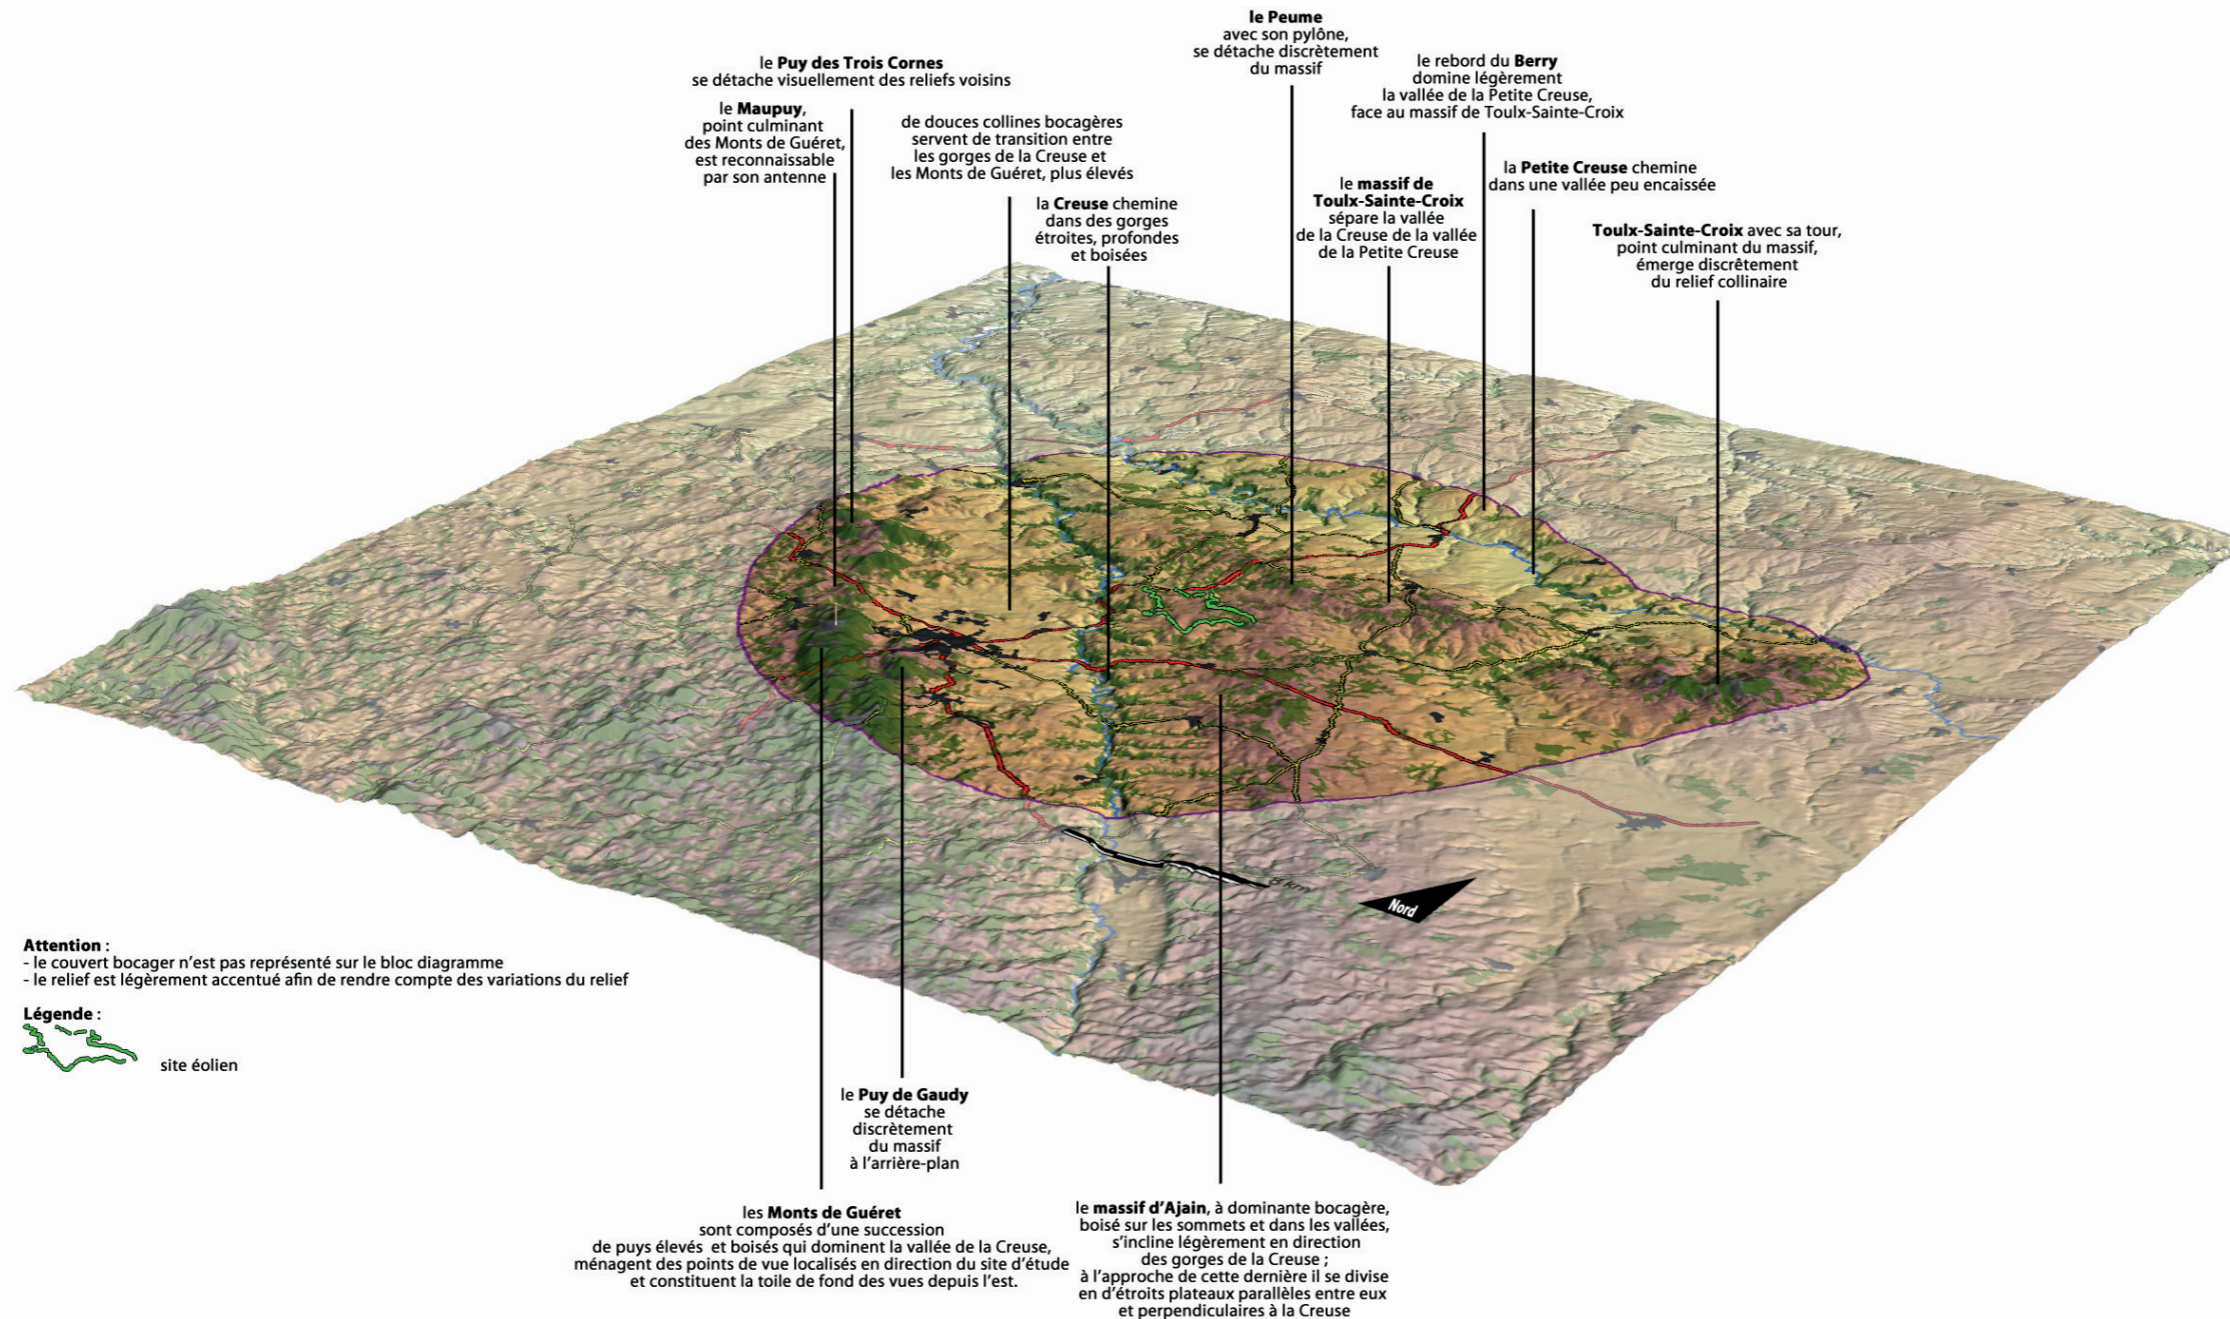 le Peume
avec son pylône,
se détache discrètement
du massif
le Puy des Trois Cornes
se détache visuellement des reliefs voisins
le rebord du Berry
domine légèrement
la vallée de la Petite Creuse,
face au massif de Toulx-Sainte-Croix
le Maupuy,
point culminant
des Monts de Guéret,
est reconnaissable
par son antenne
de douces collines bocagères
servent de transition entre
les gorges de la Creuse et
les Monts de Guéret, plus élevés
la Petite Creuse chemine
dans une vallée peu encaissée
le massif de
Toulx-Sainte-Croix
sépare la vallée
de la Creuse de la vallée
de la Petite Creuse
la Creuse chemine
dans des gorges
étroites, profondes
et boisées
Toulx-Sainte-Croix avec sa tour,
point culminant du massif,
émerge discrêtement
du relief collinaire
8 km
Nord
Attention :
- le couvert bocager n'est pas représenté sur le bloc diagramme
- le relief est légèrement accentué afin de rendre compte des variations du relief
Légende :
site éolien
le Puy de Gaudy
se détache
discrètement
du massif
à l'arrière-plan
les Monts de Guéret
sont composés d'une succession
de puys élevés et boisés qui dominent la vallée de la Creuse,
ménagent des points de vue localisés en direction du site d'étude
et constituent la toile de fond des vues depuis l'est.
le massif d'Ajain, à dominante bocagère,
boisé sur les sommets et dans les vallées,
s'incline légèrement en direction
des gorges de la Creuse ;
à l'approche de cette dernière il se divise
en d'étroits plateaux parallèles entre eux
et perpendiculaires à la Creuse